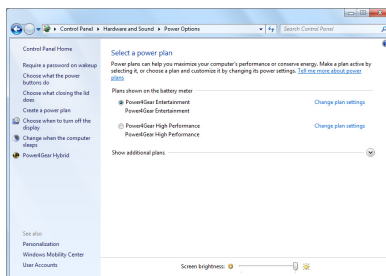 Control Panel ▸ Hardware and Sound ▸ Power Options
Search Control Panel
Control Panel Home
Require a password on wakeup
Choose what the power
buttons do
Choose what closing the lid
does
Create a power plan
Choose when to turn off the
display
Change when the computer
sleeps
Power4Gear Hybrid
See also
Personalization
Windows Mobility Center
User Accounts
Select a power plan
Power plans can help you maximize your computer's performance or conserve energy. Make a plan active by
selecting it, or choose a plan and customize it by changing its power settings. Tell me more about power
plans
Plans shown on the battery meter
Power4Gear Entertainment
Change plan settings
Power4Gear Entertainment
Power4Gear High Performance
Change plan settings
Power4Gear High Performance
Show additional plans
Screen brightness: